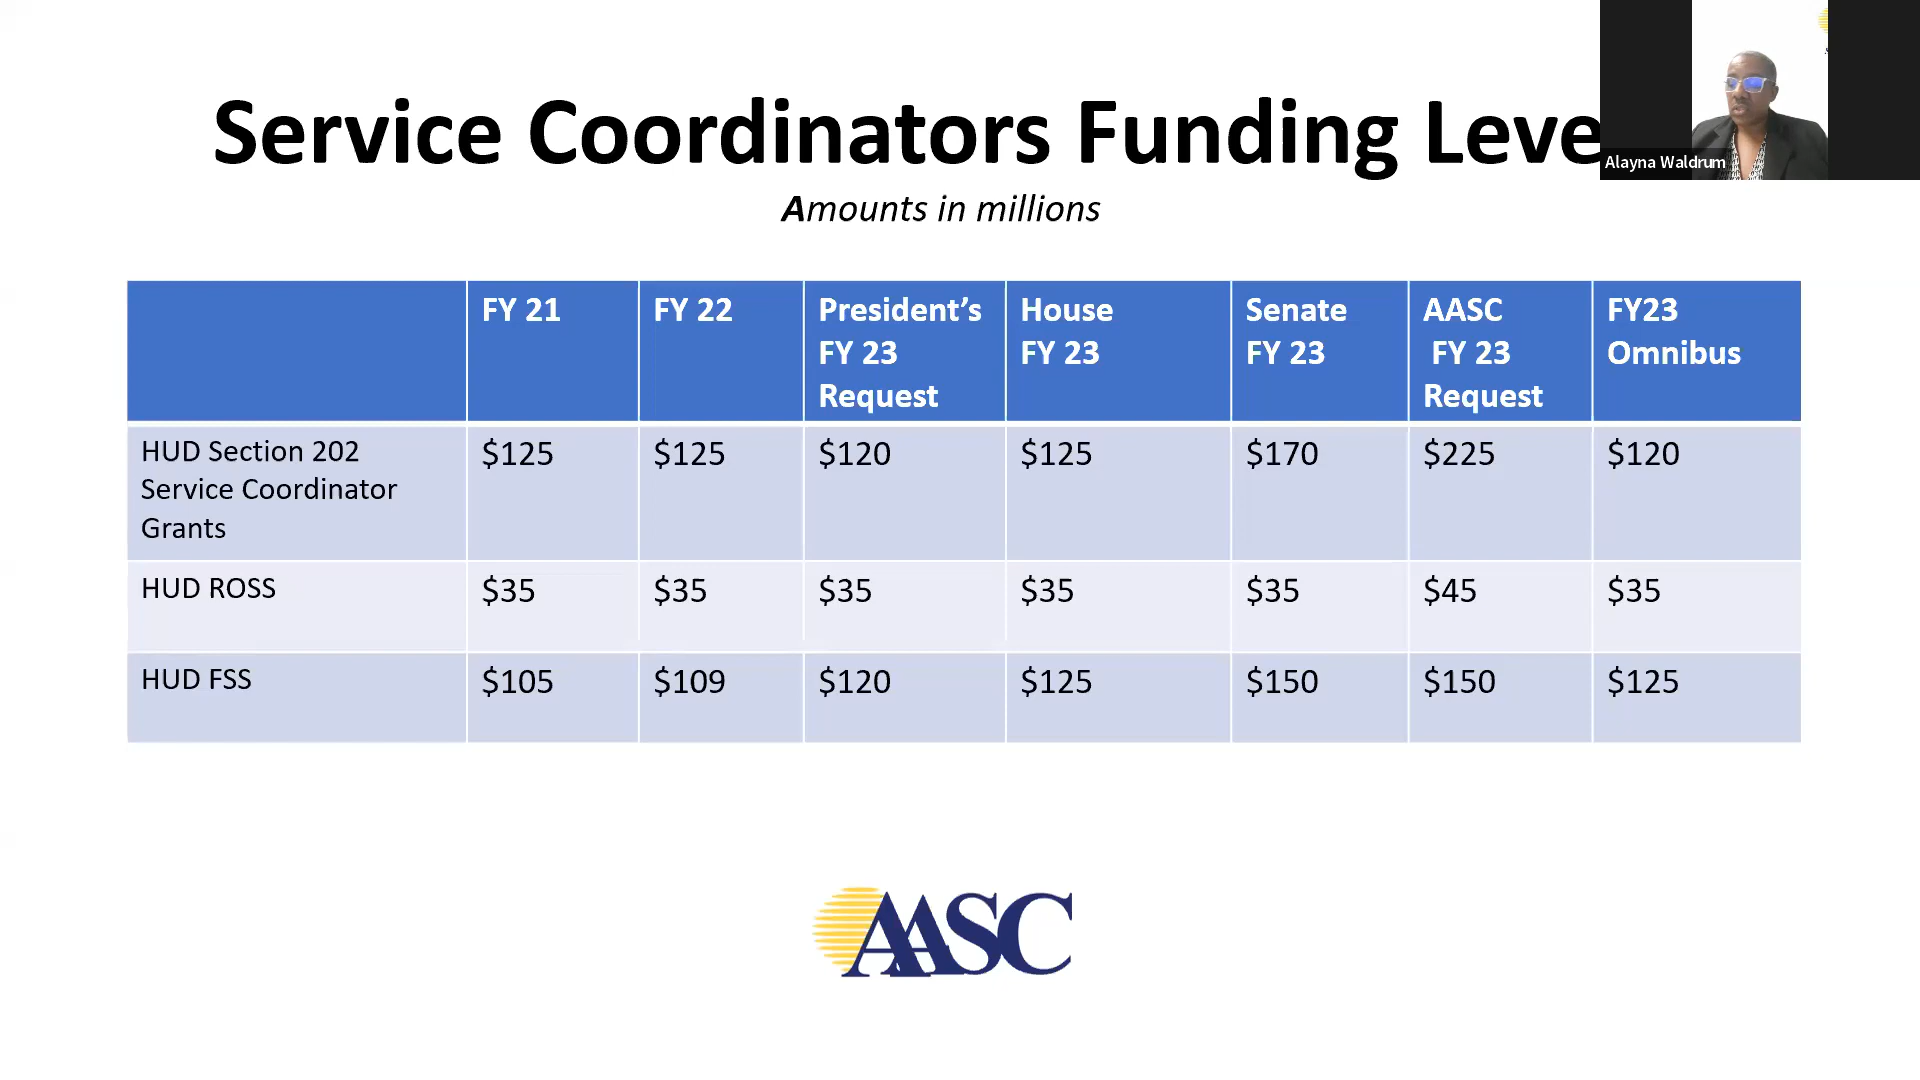 Service Coordinators Funding Leve
Alayna Waldrum
Amounts in millions
FY 21
FY 22
President’s
FY 23
Request
House
FY 23
Senate
FY 23
AASC
FY 23
Request
FY23
Omnibus
HUD Section 202
Service Coordinator
Grants
$125
$125
$120
$125
$170
$225
$120
HUD ROSS
$35
$35
$35
$35
$35
$45
$35
HUD FSS
$105
$109
$120
$125
$150
$150
$125
AASC